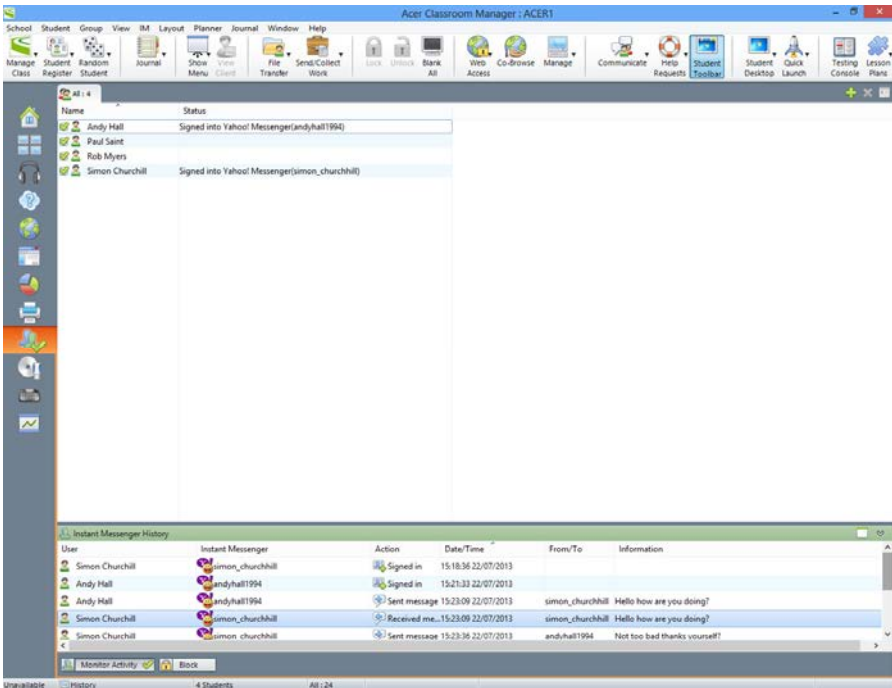 Acer Classroom Manager : ACER1
School Student Group View IM Layout Planner Journal Window Help
Manage Class
Student Register
Random Student
Journal
Show Menu
View Client
File Transfer
Send/Collect Work
Lock
Unlock
Blank All
Web Access
Co-Browse
Manage
Communicate
Help Requests
Student Toolbar
Student Desktop
Quick Launch
Testing Console
Lesson Plans
All : 4
Name Status
Andy Hall Signed into Yahoo! Messenger(andyhall1994)
Paul Saint
Rob Myers
Simon Churchill Signed into Yahoo! Messenger(simon_churchhill)
Instant Messenger History
User Instant Messenger Action Date/Time From/To Information
Simon Churchill simon_churchhill Signed in 15:18:36 22/07/2013
Andy Hall andyhall1994 Signed in 15:21:33 22/07/2013
Andy Hall andyhall1994 Sent message 15:23:09 22/07/2013 simon_churchhill Hello how are you doing?
Simon Churchill simon_churchhill Received me... 15:23:09 22/07/2013 simon_churchhill Hello how are you doing?
Simon Churchill simon_churchhill Sent message 15:23:36 22/07/2013 andyhall1994 Not too bad thanks yourself?
Monitor Activity Block
Unavailable History 4 Students All : 24